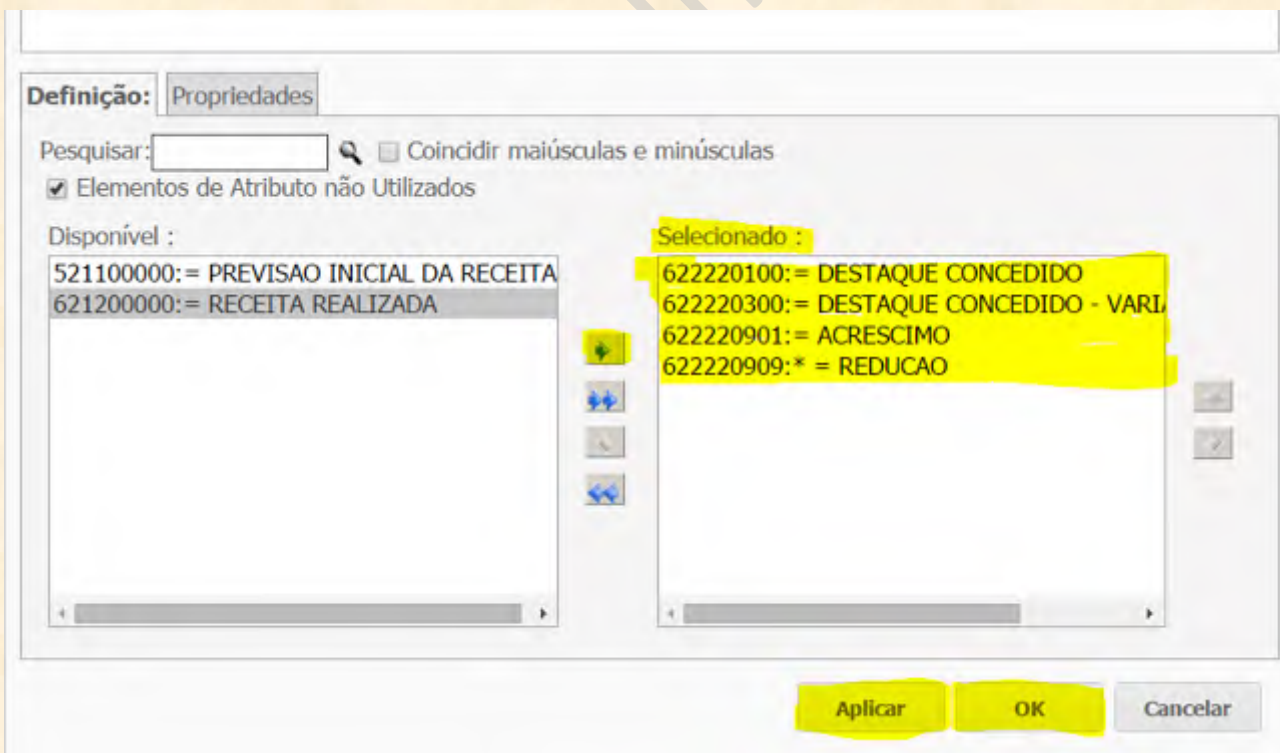 Definição: Propriedades
Pesquisar: Coincidir maiúsculas e minúsculas
Elementos de Atributo não Utilizados
Disponível :
521100000:= PREVISAO INICIAL DA RECEITA
621200000:= RECEITA REALIZADA
Selecionado :
622220100:= DESTAQUE CONCEDIDO
622220300:= DESTAQUE CONCEDIDO - VARI
622220901:= ACRESCIMO
622220909:* = REDUCAO
Aplicar OK Cancelar